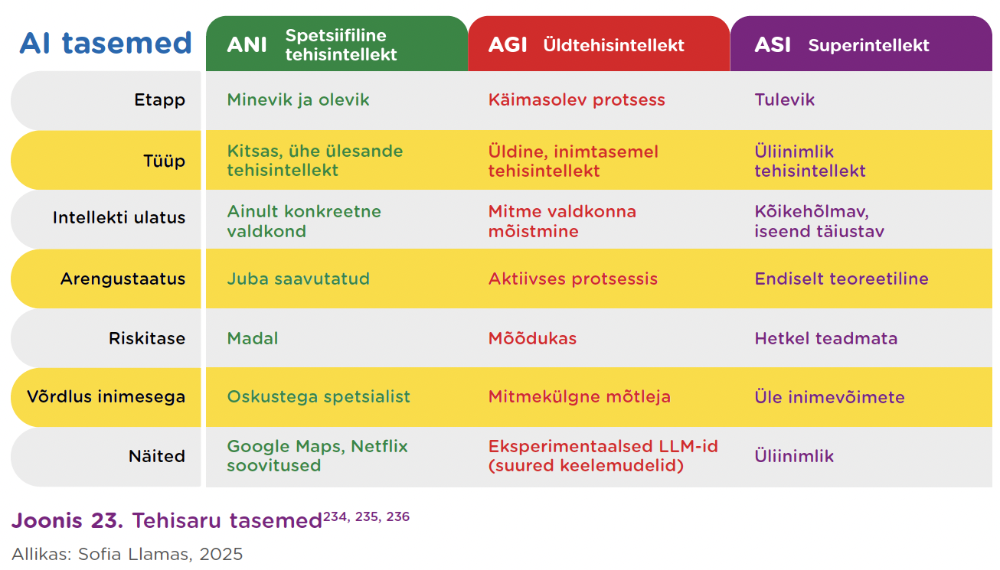 AI tasemed
ANI Spetsiifiline
tehisintellekt
AGI Üldtehisintellekt
ASI Superintellekt
Etapp
Minevik ja olevik
Käimasolev protsess
Tulevik
Tüüp
Kitsas, ühe ülesande
tehisintellekt
Üldine, inimtasemel
tehisintellekt
Üliinimlik
tehisintellekt
Intellekti ulatus
Ainult konkreetne
valdkond
Mitme valdkonna
mõistmine
Kõikehõlmav,
iseend täiustav
Arengustaatus
Juba saavutatud
Aktiivses protsessis
Endiselt teoreetiline
Riskitase
Madal
Mõõdukas
Hetkel teadmata
Võrdlus inimesega
Oskustega spetsialist
Mitmekülgne mõtleja
Üle inimevõimete
Näited
Google Maps, Netflix
soovitused
Eksperimentaalsed LLM-id
(suured keelemudelid)
Üliinimlik
Joonis 23. Tehisaru tasemed234, 235, 236
Allikas: Sofia Llamas, 2025